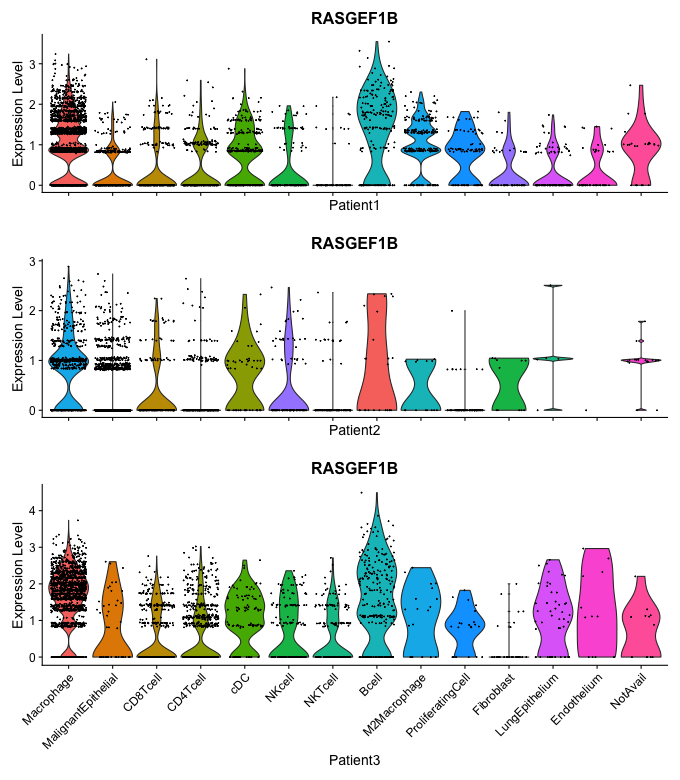 RASGEF1B
Expression Level
3
2
1
0
Patient1
RASGEF1B
Expression Level
3
2
1
0
Patient2
RASGEF1B
Expression Level
4
3
2
1
0
Macrophage
MalignantEpithelial
CD8Tcell
CD4Tcell
cDC
NKcell
NKTcell
Bcell
M2Macrophage
ProliferatingCell
Fibroblast
LungEpithelium
Endothelium
NotAvail
Patient3